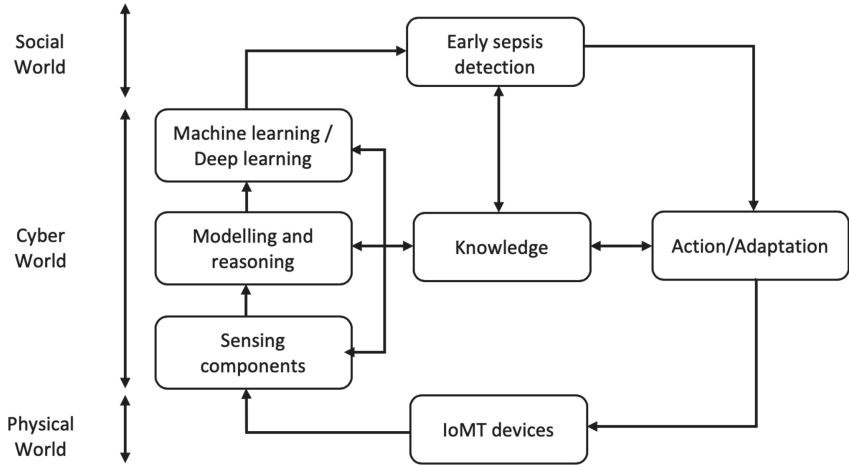 Social
World
Early sepsis
detection
Machine learning /
Deep learning
Cyber
World
Modelling and
reasoning
Knowledge
Action/Adaptation
Sensing
components
Physical
World
IoMT devices